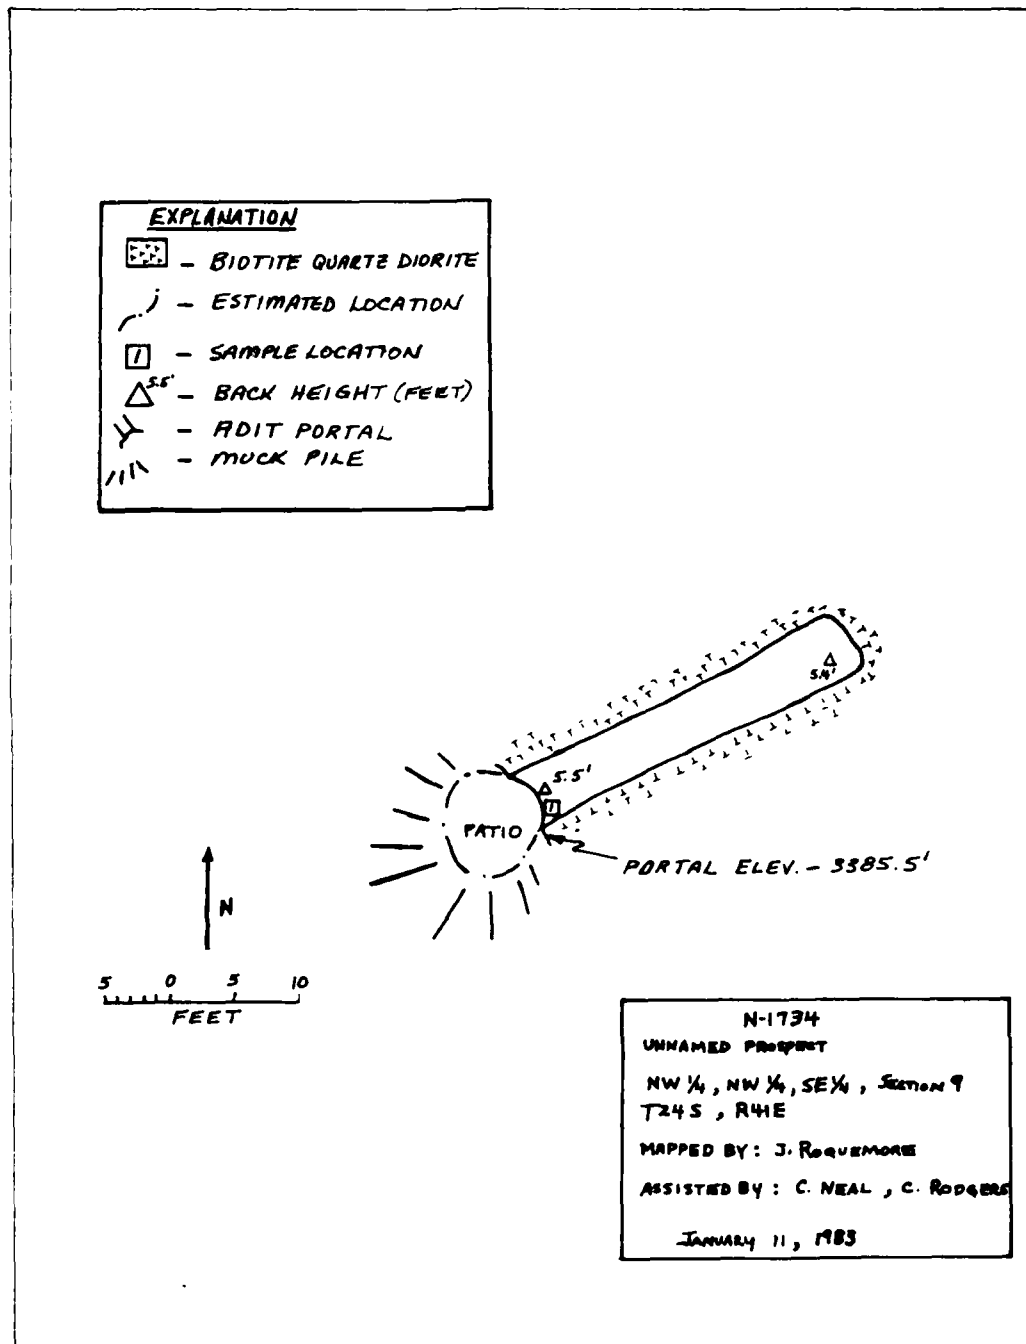 EXPLANATION
- BIOTITE QUARTZ DIORITE
- ESTIMATED LOCATION
1 - SAMPLE LOCATION
5.5' - BACK HEIGHT (FEET)
- ADIT PORTAL
- MUCK PILE
5.4'
5.5'
1
PATIO
PORTAL ELEV. - 3385.5'
N
5 0 5 10
FEET
N-1734
UNNAMED PROSPECT
NW 1/4, NW 1/4, SE 1/4, SECTION 9
T24S, R41E
MAPPED BY: J. ROQUEMORE
ASSISTED BY: C. NEAL, C. RODGERS
JANUARY 11, 1983